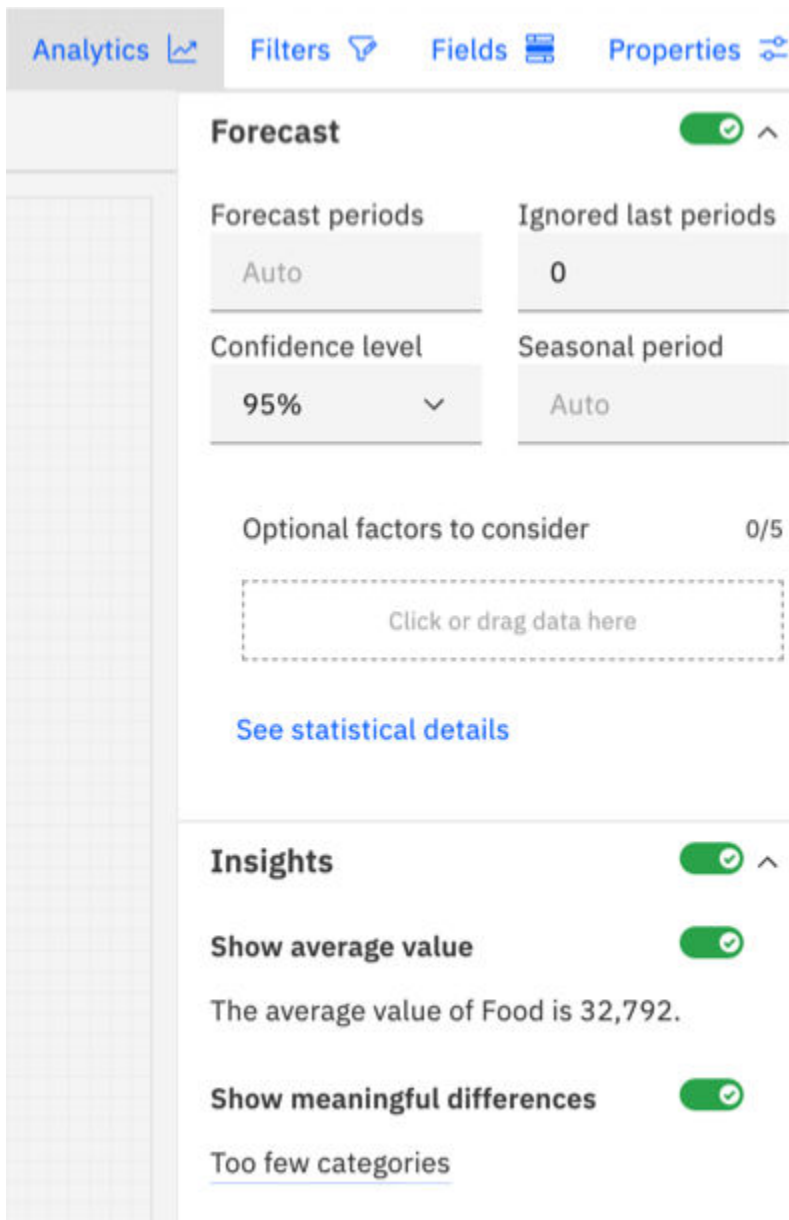 Analytics Filters Fields Properties
Forecast
Forecast periods Ignored last periods
Auto 0
Confidence level Seasonal period
95% Auto
Optional factors to consider 0/5
Click or drag data here
See statistical details
Insights
Show average value
The average value of Food is 32,792.
Show meaningful differences
Too few categories